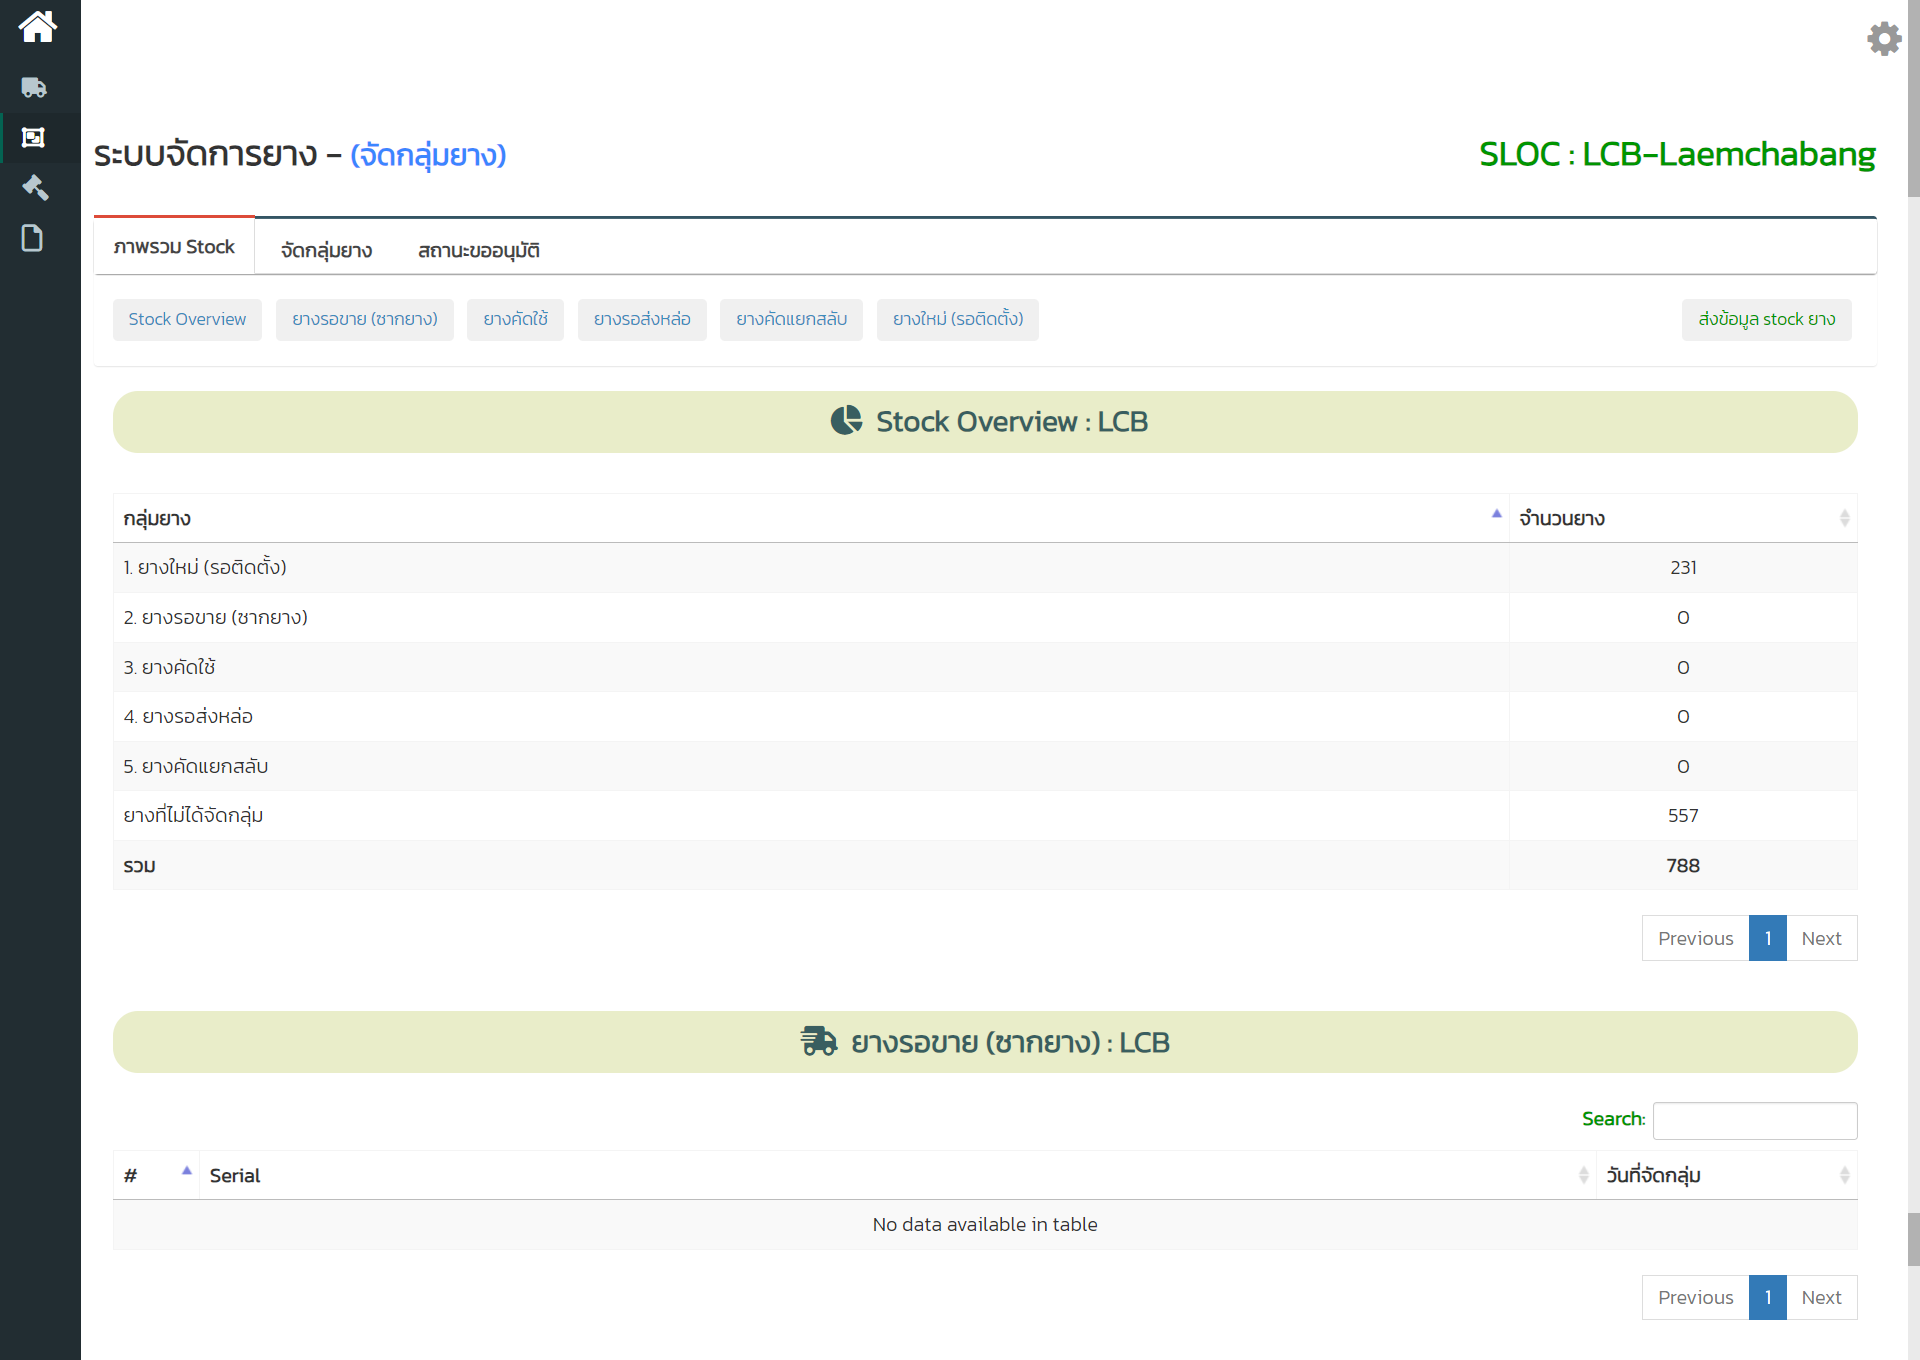 ระบบจัดการยาง - (จัดกลุ่มยาง)
SLOC : LCB-Laemchabang
ภาพรวม Stock จัดกลุ่มยาง สถานะขออนุมัติ
Stock Overview ยางรอขาย (ซากยาง) ยางคัดใช้ ยางรอส่งหล่อ ยางคัดแยกสลับ ยางใหม่ (รอติดตั้ง) ส่งข้อมูล stock ยาง
Stock Overview : LCB
กลุ่มยาง จำนวนยาง
1. ยางใหม่ (รอติดตั้ง) 231
2. ยางรอขาย (ซากยาง) 0
3. ยางคัดใช้ 0
4. ยางรอส่งหล่อ 0
5. ยางคัดแยกสลับ 0
ยางที่ไม่ได้จัดกลุ่ม 557
รวม 788
Previous 1 Next
ยางรอขาย (ซากยาง) : LCB
Search:
# Serial วันที่จัดกลุ่ม
No data available in table
Previous 1 Next